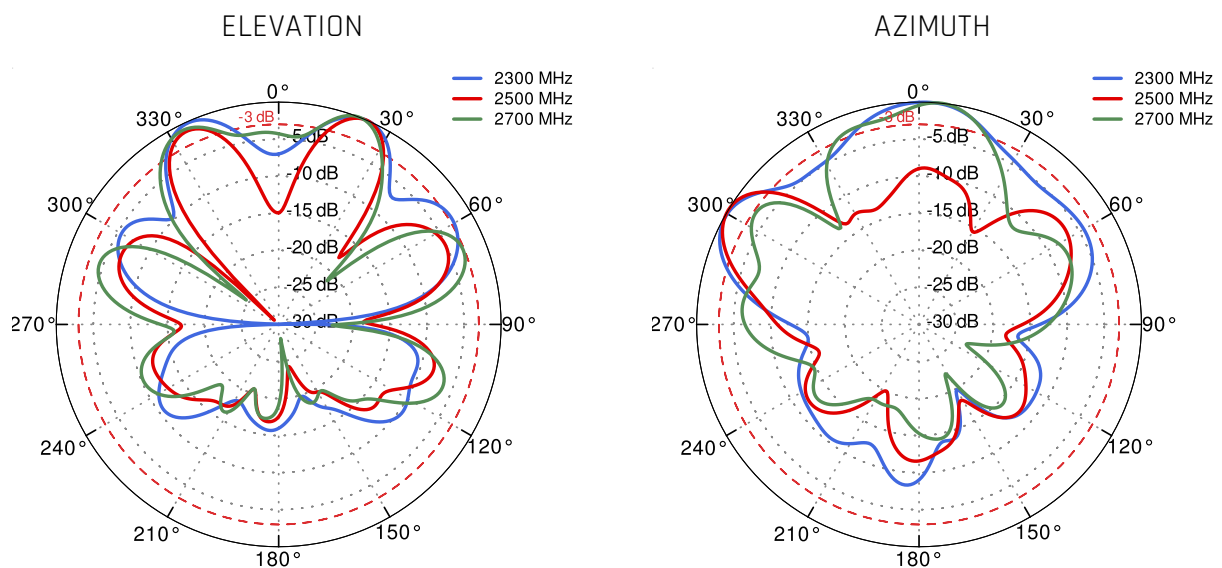 ELEVATION
AZIMUTH
2300 MHz
2500 MHz
2700 MHz
0°
330°
30°
300°
60°
270°
90°
240°
120°
210°
150°
180°
-3 dB
-5 dB
-10 dB
-15 dB
-20 dB
-25 dB
-30 dB
2300 MHz
2500 MHz
2700 MHz
0°
330°
30°
300°
60°
270°
90°
240°
120°
210°
150°
180°
-3 dB
-5 dB
-10 dB
-15 dB
-20 dB
-25 dB
-30 dB